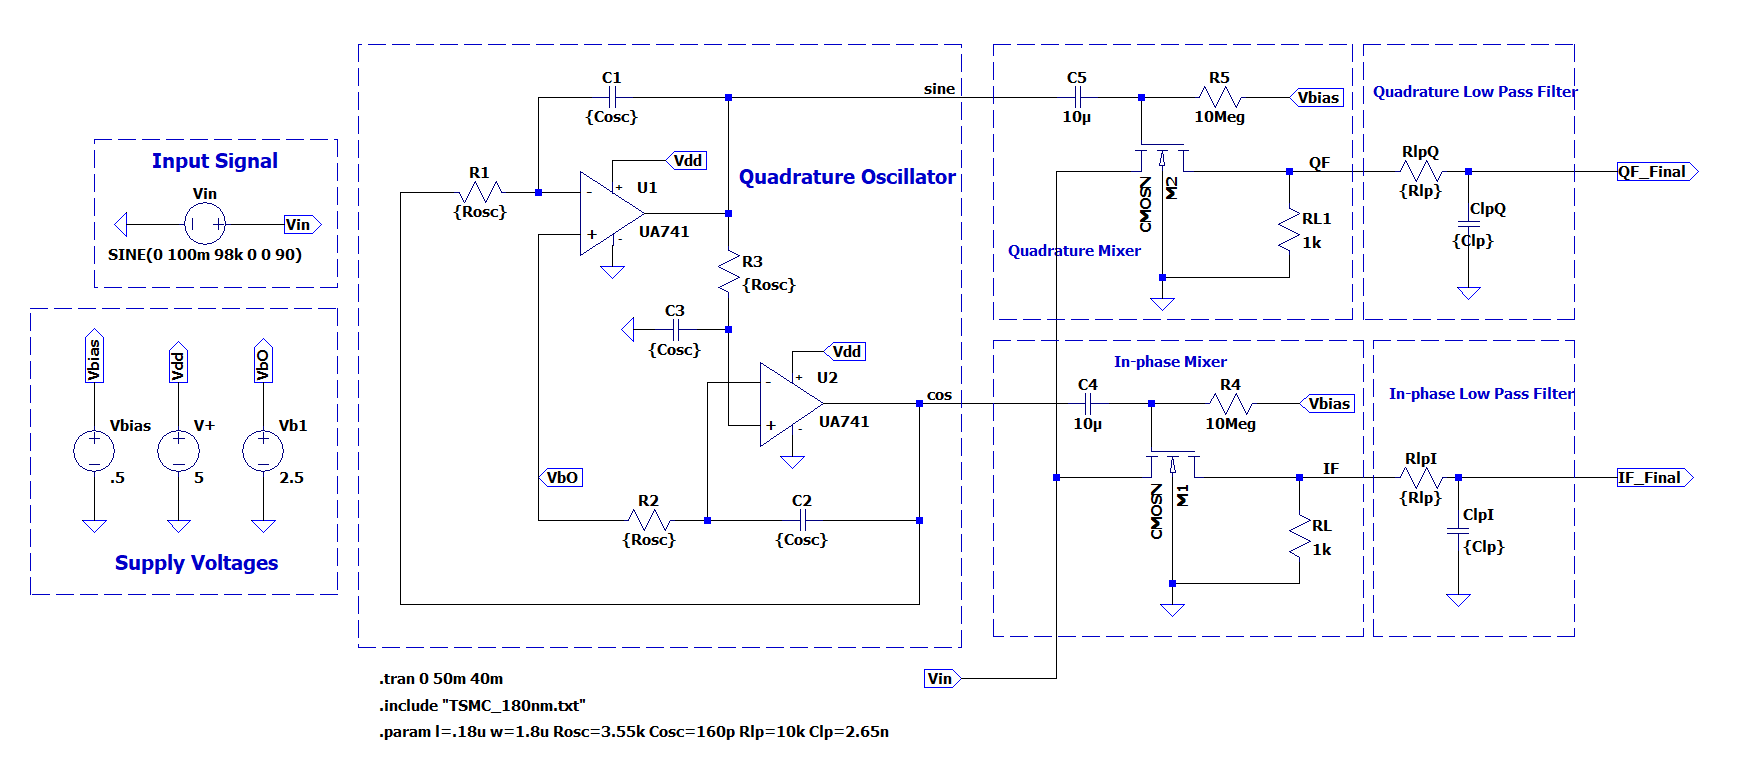 Input Signal
Vin
Vin
SINE(0 100m 98k 0 0 90)
Vbias
Vdd
VbO
Vbias
.5
V+
5
Vb1
2.5
Supply Voltages
C1
{Cosc}
sine
R1
{Rosc}
Vdd
U1
UA741
- + + -
Quadrature Oscillator
R3
{Rosc}
C3
{Cosc}
Vdd
U2
UA741
- + + -
cos
VbO
R2
{Rosc}
C2
{Cosc}
C5
10µ
R5
10Meg
Vbias
CMOSN
M2
QF
RL1
1k
Quadrature Mixer
Quadrature Low Pass Filter
RlpQ
{Rlp}
ClpQ
{Clp}
QF_Final
In-phase Mixer
C4
10µ
R4
10Meg
Vbias
CMOSN
M1
IF
RL
1k
In-phase Low Pass Filter
RlpI
{Rlp}
ClpI
{Clp}
IF_Final
Vin
.tran 0 50m 40m
.include "TSMC_180nm.txt"
.param l=.18u w=1.8u Rosc=3.55k Cosc=160p Rlp=10k Clp=2.65n